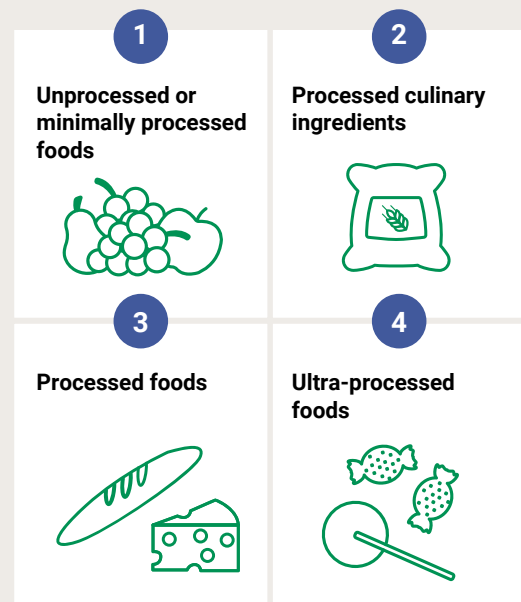 1
Unprocessed or
minimally processed
foods
2
Processed culinary
ingredients
3
Processed foods
4
Ultra-processed
foods